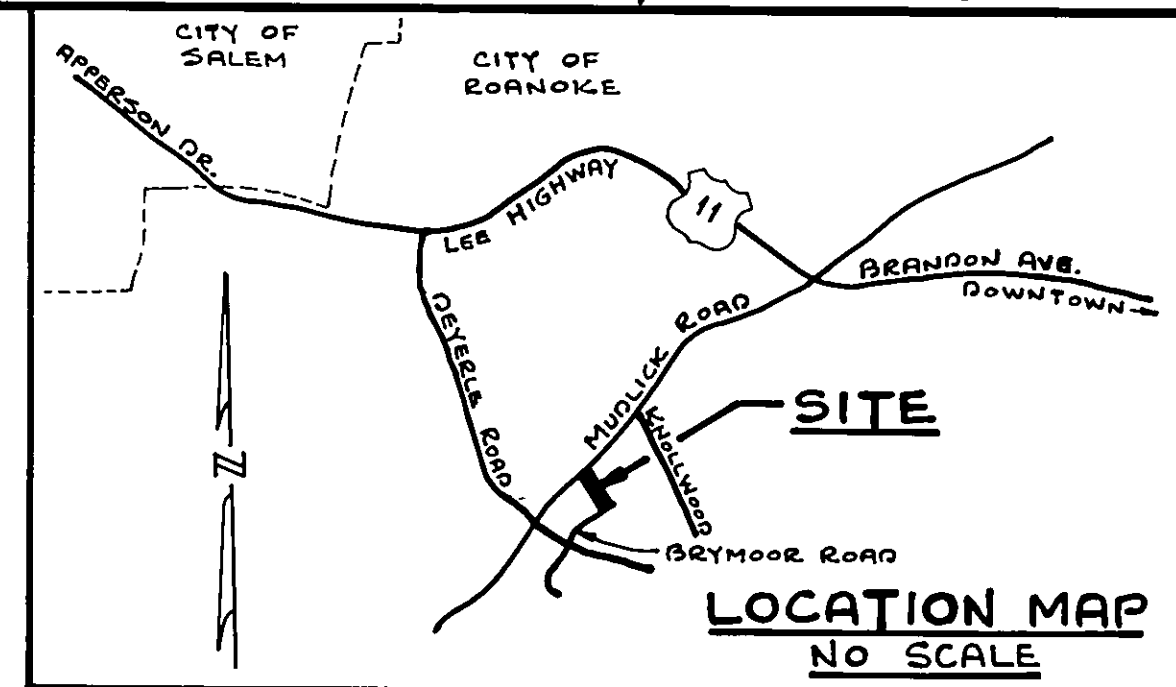 CITY OF
SALEM
CITY OF
ROANOKE
APPERSON DR.
LEE HIGHWAY
11
BRANDON AVE.
DOWNTOWN
DEYERLE ROAD
MUDLICK ROAD
KNOLLWOOD
SITE
N
BRYMOOR ROAD
LOCATION MAP
NO SCALE